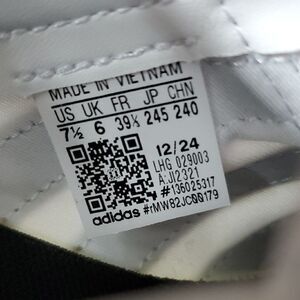 MADE IN VIETNAM
US UK FR JP CHN
7½ 6 39⅓ 245 240
12/24
LHG 029003
A:JI2321
#136025317
#rMW82JC00179
adidas